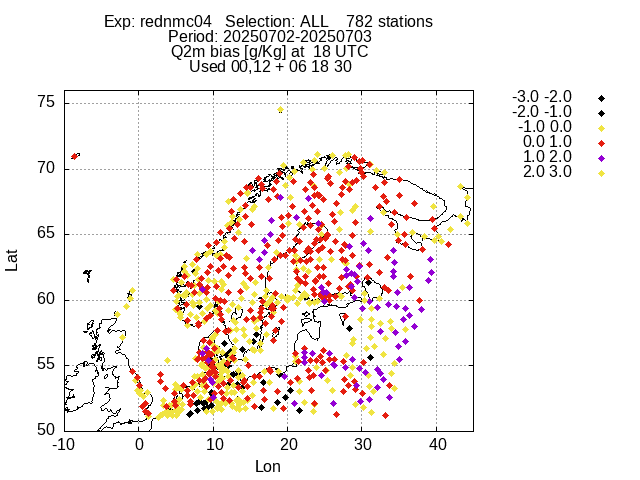 Exp: rednmc04 Selection: ALL 782 stations
Period: 20250702-20250703
Q2m bias [g/Kg] at 18 UTC
Used 00,12 + 06 18 30
-3.0 -2.0
-2.0 -1.0
-1.0 0.0
0.0 1.0
1.0 2.0
2.0 3.0
75
70
65
60
55
50
Lat
-10 0 10 20 30 40
Lon